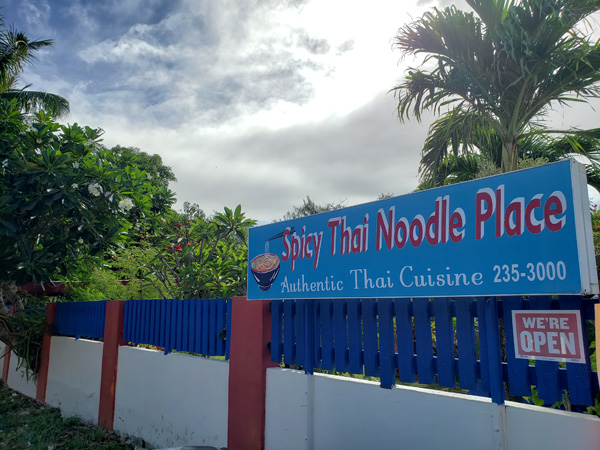 Spicy Thai Noodle Place
Authentic Thai Cuisine 235-3000
WE'RE
OPEN